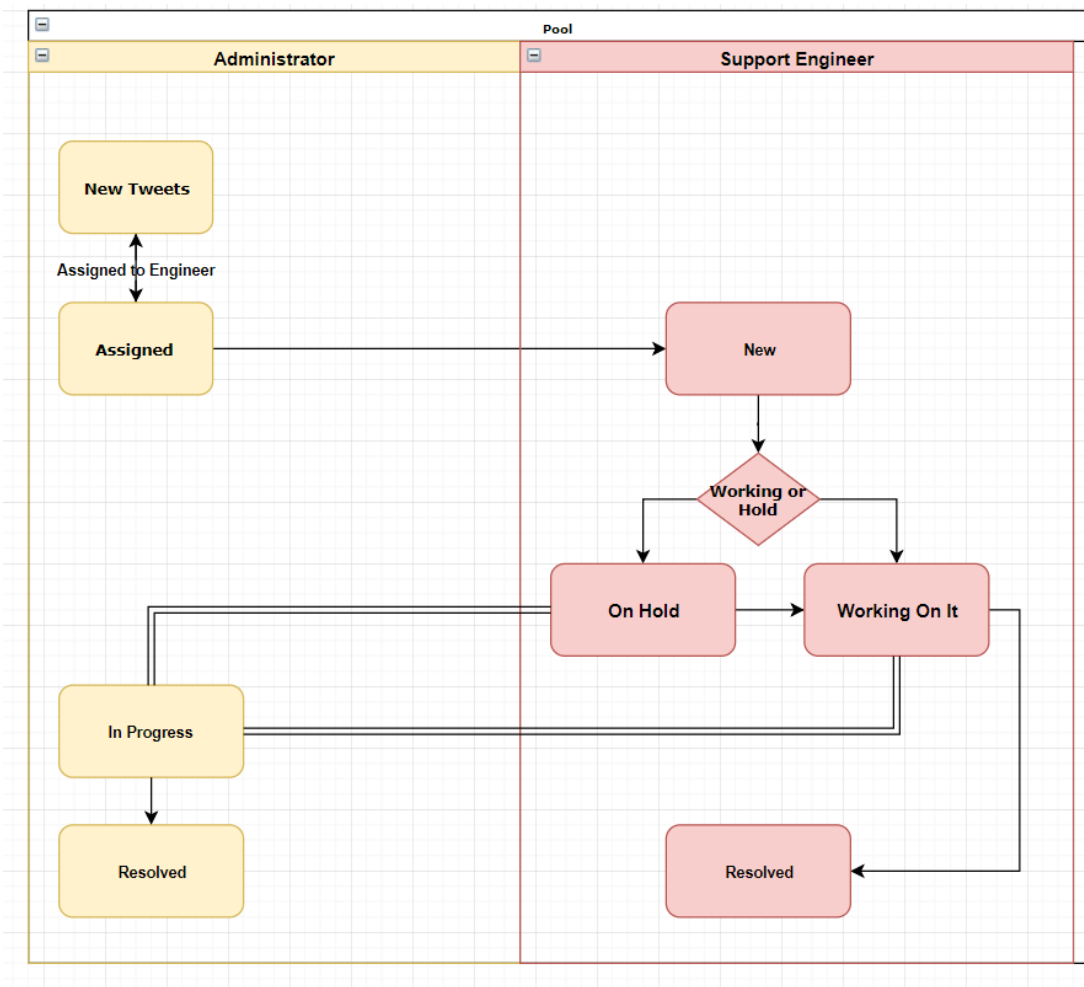 Pool
Administrator
Support Engineer
New Tweets
Assigned to Engineer
Assigned
New
Working or
Hold
On Hold
Working On It
In Progress
Resolved
Resolved